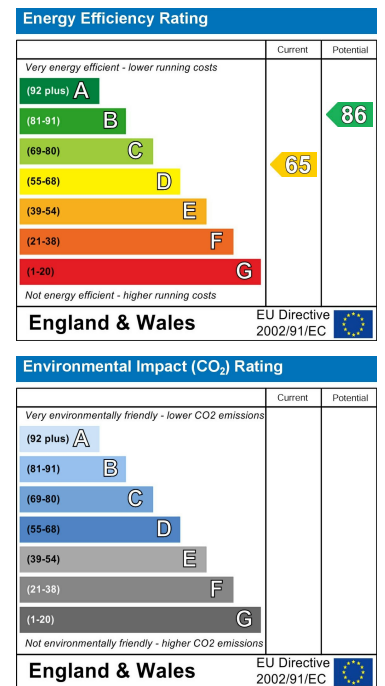 Energy Efficiency Rating
Current Potential
Very energy efficient - lower running costs
(92 plus) A
(81-91) B
86
(69-80) C
65
(55-68) D
(39-54) E
(21-38) F
(1-20) G
Not energy efficient - higher running costs
England & Wales
EU Directive
2002/91/EC
Environmental Impact (CO₂) Rating
Current Potential
Very environmentally friendly - lower CO2 emissions
(92 plus) A
(81-91) B
(69-80) C
(55-68) D
(39-54) E
(21-38) F
(1-20) G
Not environmentally friendly - higher CO2 emissions
England & Wales
EU Directive
2002/91/EC